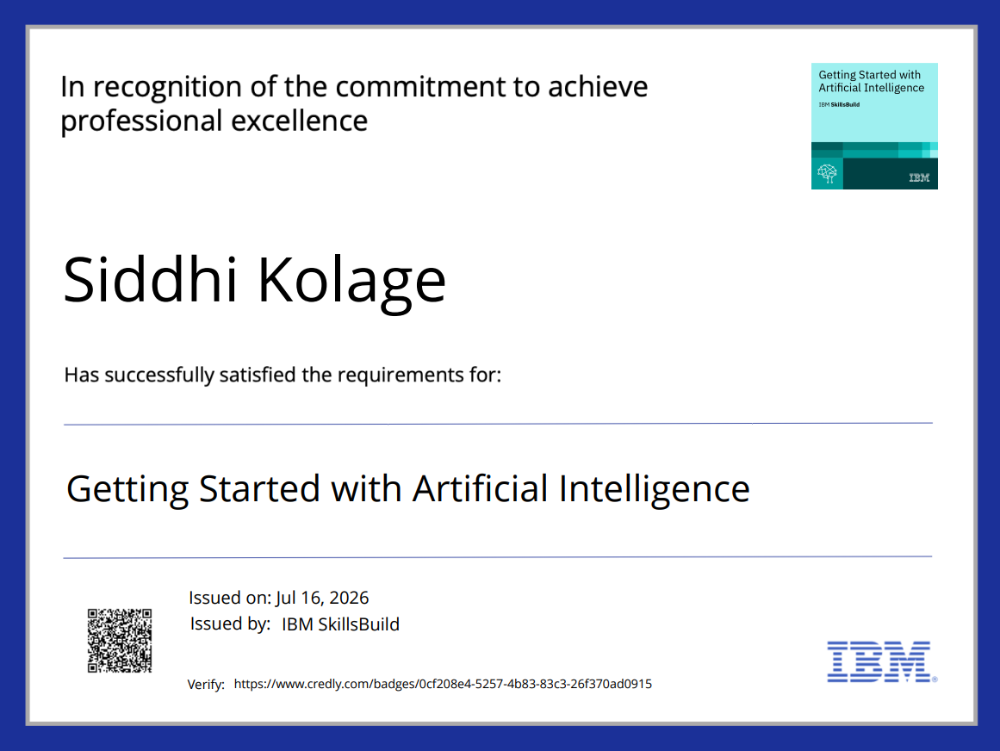 In recognition of the commitment to achieve
professional excellence
Getting Started with
Artificial Intelligence
IBM SkillsBuild
IBM
Siddhi Kolage
Has successfully satisfied the requirements for:
Getting Started with Artificial Intelligence
Issued on: Jul 16, 2026
Issued by: IBM SkillsBuild
Verify: https://www.credly.com/badges/0cf208e4-5257-4b83-83c3-26f370ad0915
IBM®